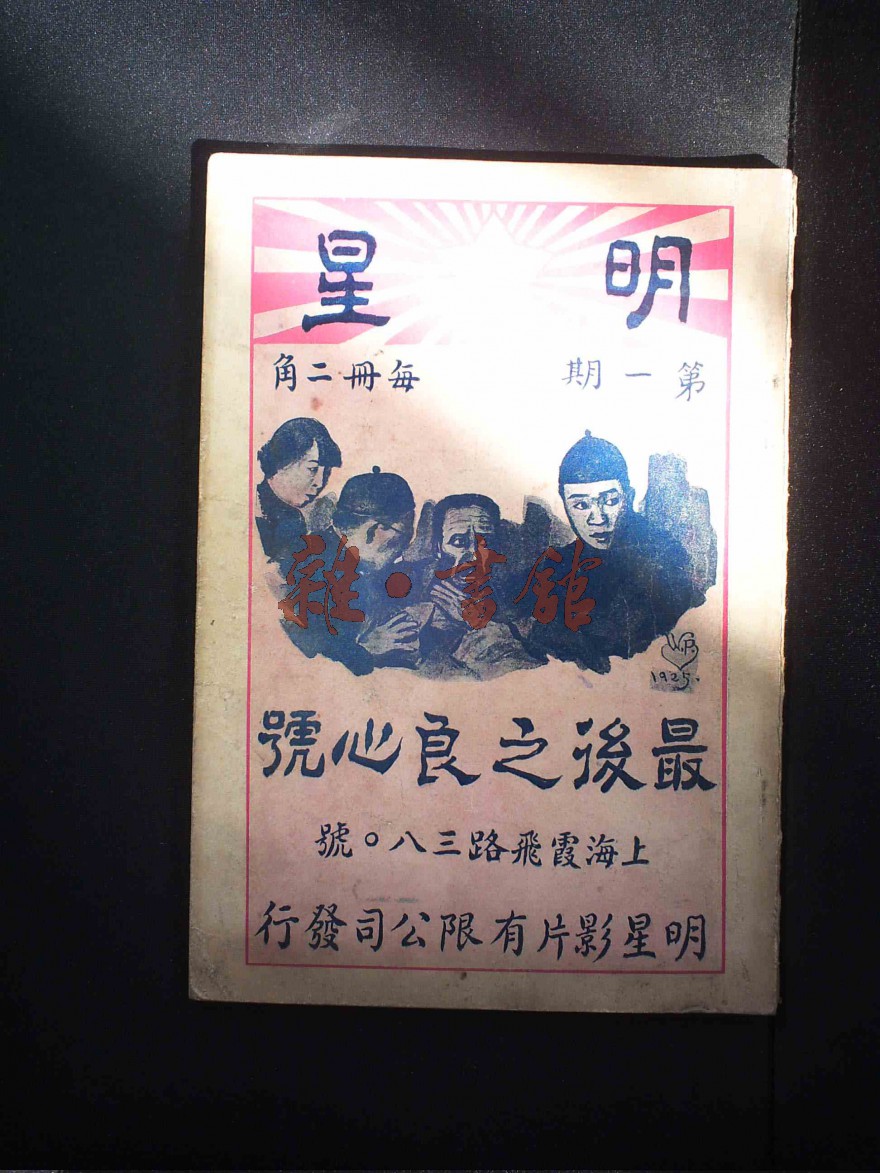 明星
第一期
每冊二角
雜·書館
W.P.
1925.
最後之良心號
上海霞飛路三八〇號
明星影片有限公司發行